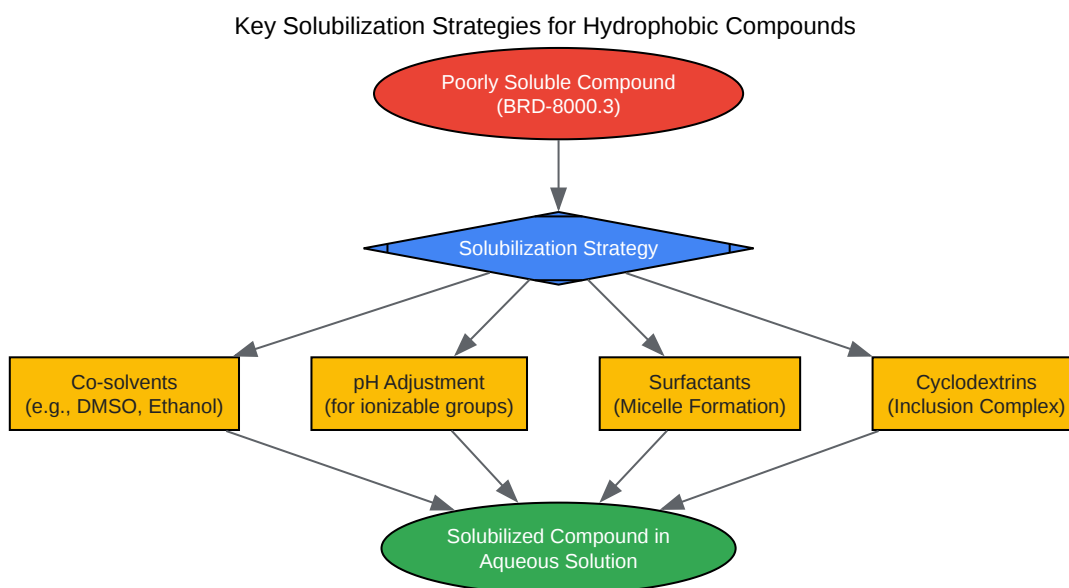 Key Solubilization Strategies for Hydrophobic Compounds
Poorly Soluble Compound
(BRD-8000.3)
Solubilization Strategy
Co-solvents
(e.g., DMSO, Ethanol)
pH Adjustment
(for ionizable groups)
Surfactants
(Micelle Formation)
Cyclodextrins
(Inclusion Complex)
Solubilized Compound in
Aqueous Solution